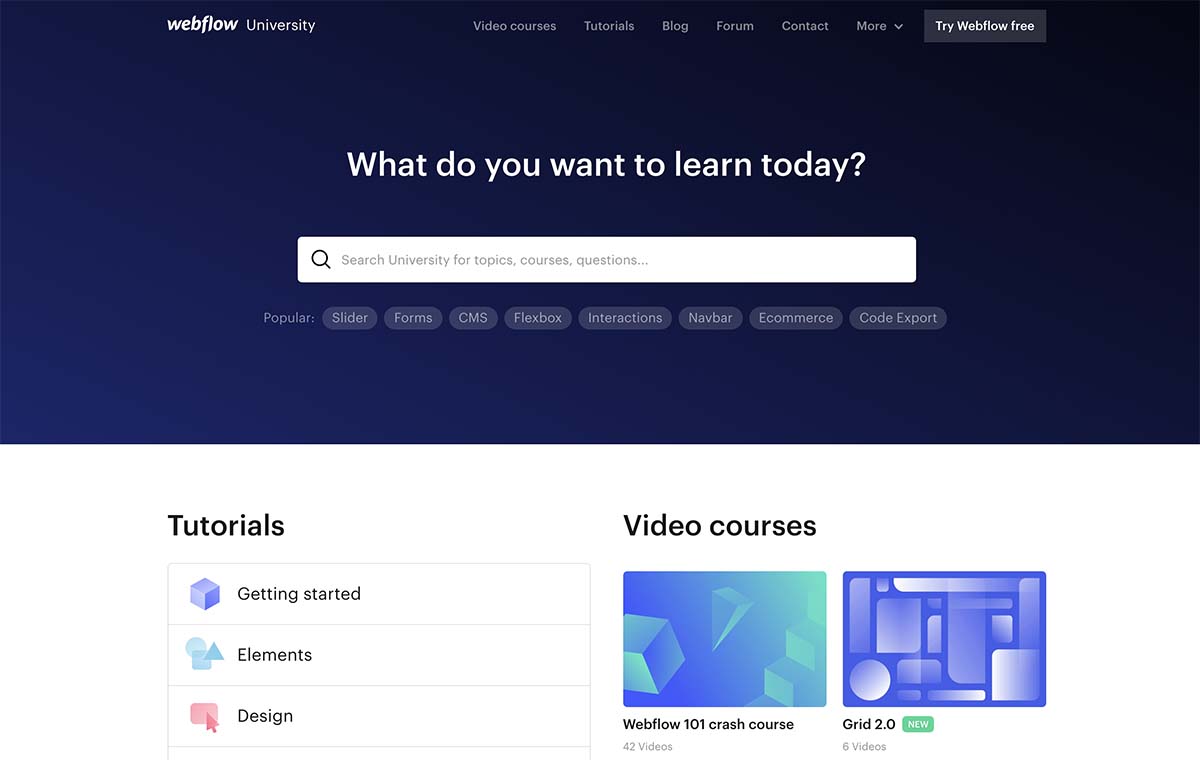 webflow University
Video courses Tutorials Blog Forum Contact More Try Webflow free
What do you want to learn today?
Search University for topics, courses, questions...
Popular: Slider Forms CMS Flexbox Interactions Navbar Ecommerce Code Export
Tutorials
Getting started
Elements
Design
Video courses
Webflow 101 crash course
42 Videos
Grid 2.0 NEW
6 Videos